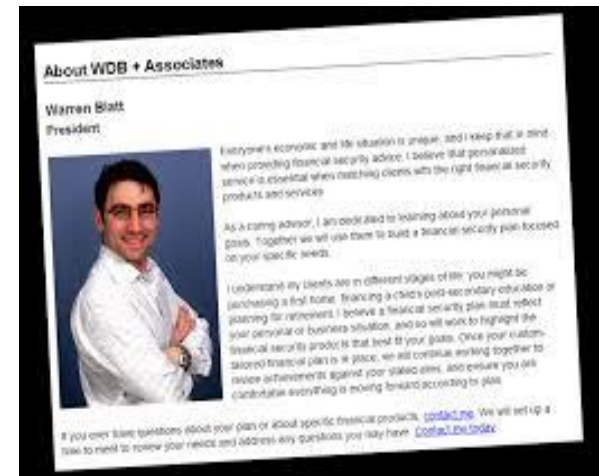 About WDB + Associates
Warren Blatt
President
Everyone's economic and life situation is unique, and I keep that in mind
when providing financial security advice. I believe that personalized
service is essential when matching clients with the right financial security
products and services.
As a caring advisor, I am dedicated to learning about your personal
goals. Together we will use them to build a financial security plan focused
on your specific needs.
I understand my clients are in different stages of life: you might be
purchasing a first home, financing a child's post-secondary education or
planning for retirement. I believe a financial security plan must reflect
your personal or business situation, and so will work to highlight the
financial security products that best fit your goals. Once your custom-
tailored financial plan is in place, we will continue working together to
review achievements against your stated aims, and ensure you are
comfortable everything is moving forward according to plan.
If you ever have questions about your plan or about specific financial products, contact me. We will set up a
time to meet to review your needs and address any questions you may have. Contact me today.